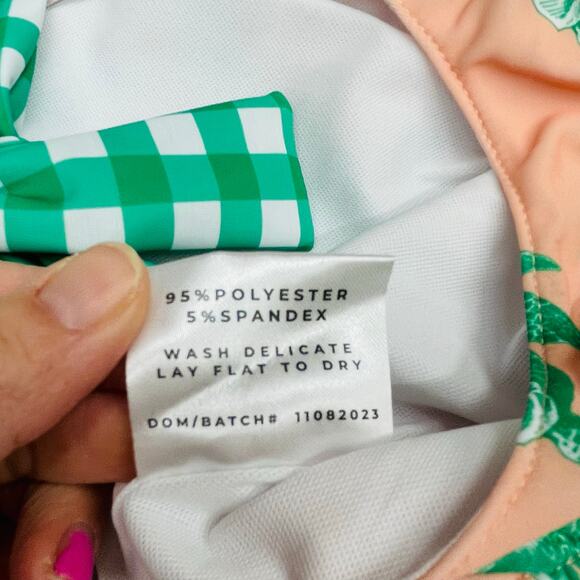 95%POLYESTER
5%SPANDEX
WASH DELICATE
LAY FLAT TO DRY
DOM/BATCH# 11082023